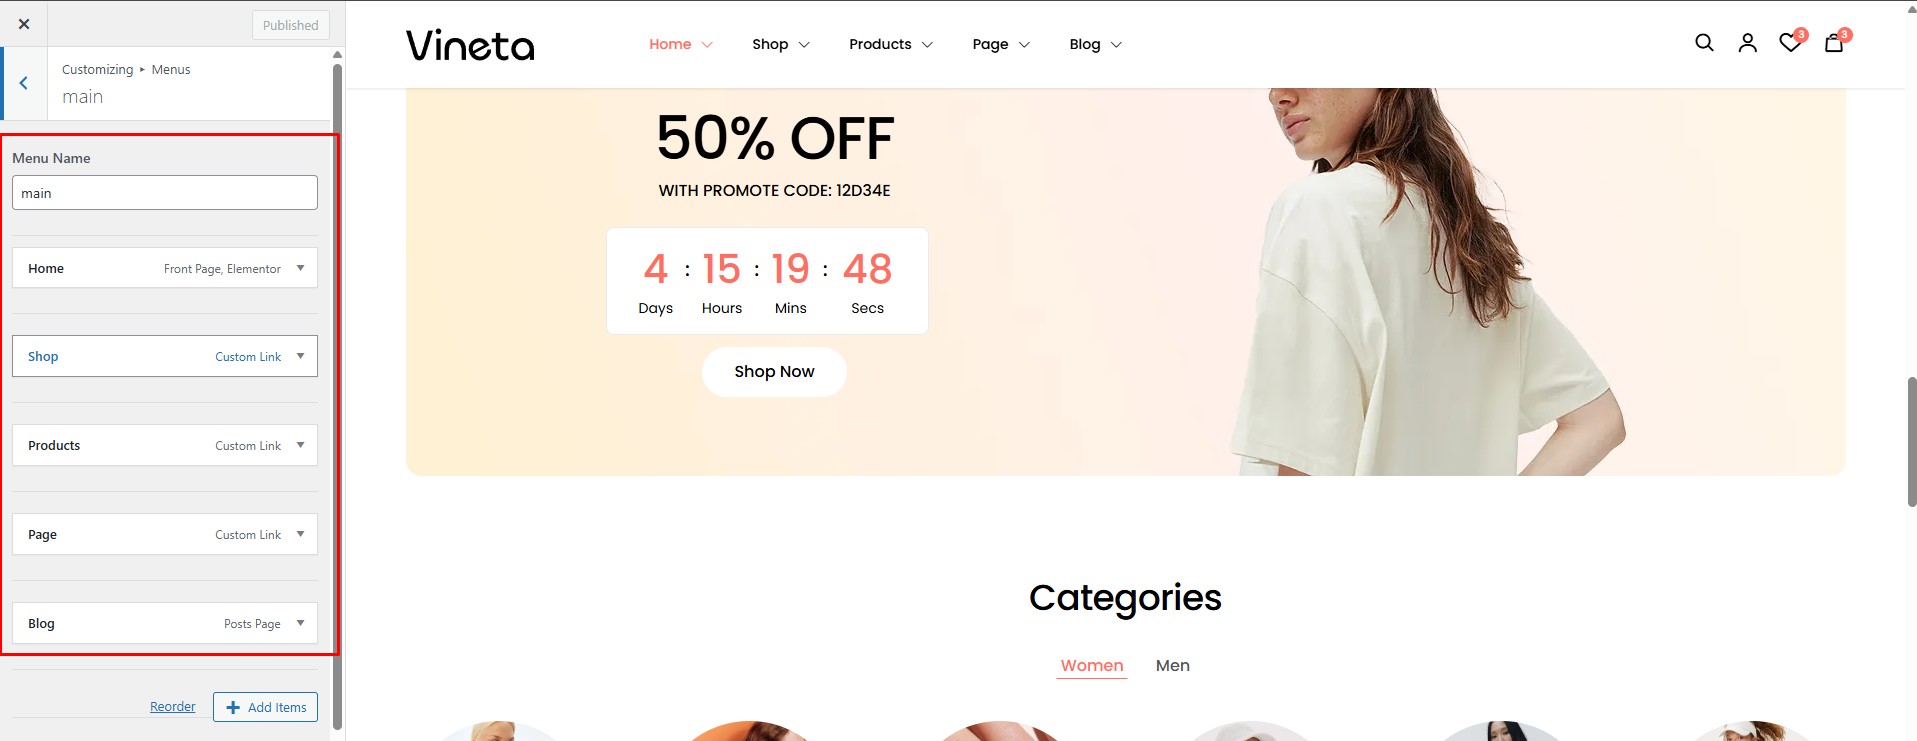 Published
Customizing ▸ Menus
main
Menu Name
main
Home Front Page, Elementor
Shop Custom Link
Products Custom Link
Page Custom Link
Blog Posts Page
Reorder + Add Items
Vineta Home Shop Products Page Blog 3 3
50% OFF
WITH PROMOTE CODE: 12D34E
4 : 15 : 19 : 48
Days Hours Mins Secs
Shop Now
Categories
Women Men